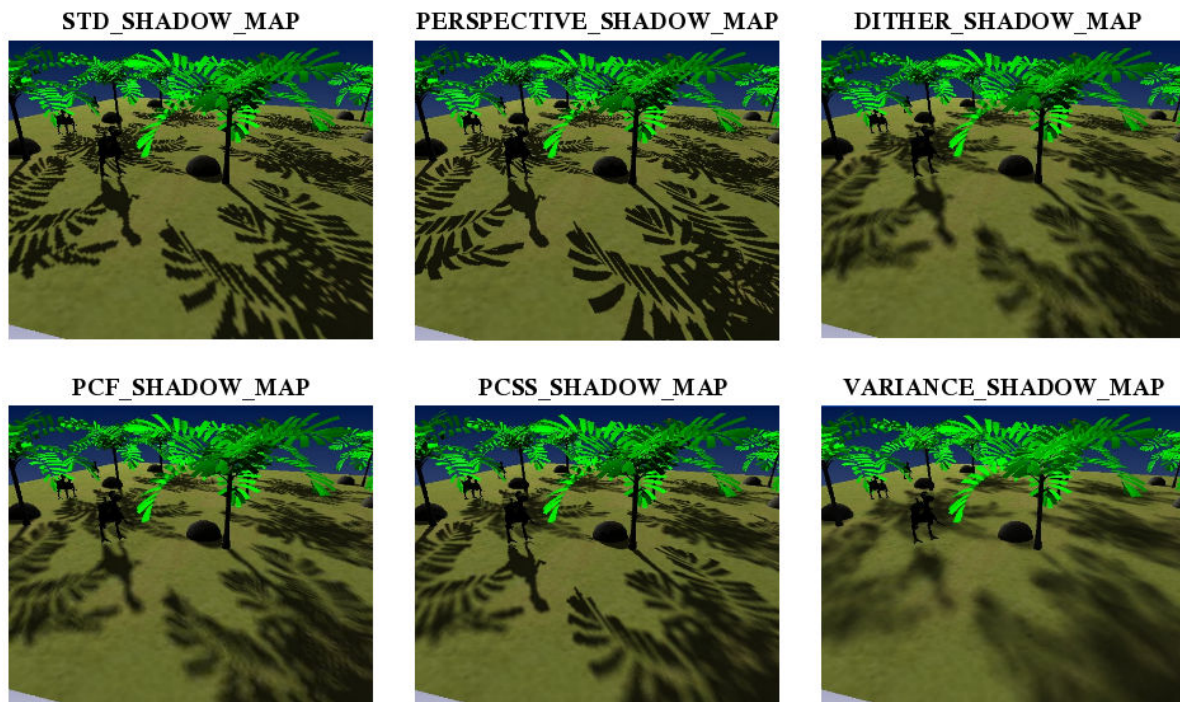 STD_SHADOW_MAP
PERSPECTIVE_SHADOW_MAP
DITHER_SHADOW_MAP
PCF_SHADOW_MAP
PCSS_SHADOW_MAP
VARIANCE_SHADOW_MAP